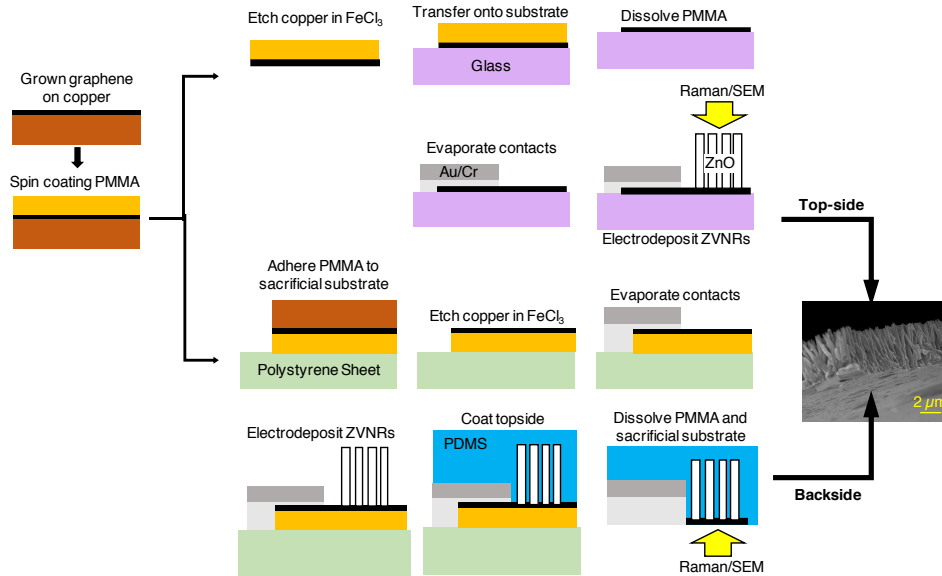 Grown graphene
on copper
Spin coating PMMA
Etch copper in FeCl₃
Transfer onto substrate
Glass
Dissolve PMMA
Evaporate contacts
Au/Cr
Raman/SEM
ZnO
Electrodeposit ZVNRs
Top-side
Adhere PMMA to
sacrificial substrate
Polystyrene Sheet
Etch copper in FeCl₃
Evaporate contacts
2 µm
Electrodeposit ZVNRs
Coat topside
PDMS
Dissolve PMMA and
sacrificial substrate
Raman/SEM
Backside